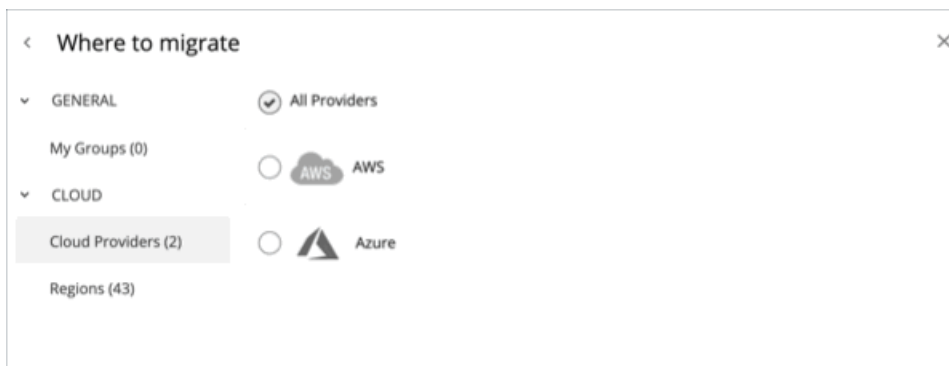 Where to migrate
GENERAL
My Groups (0)
CLOUD
Cloud Providers (2)
Regions (43)
All Providers
AWS AWS
Azure